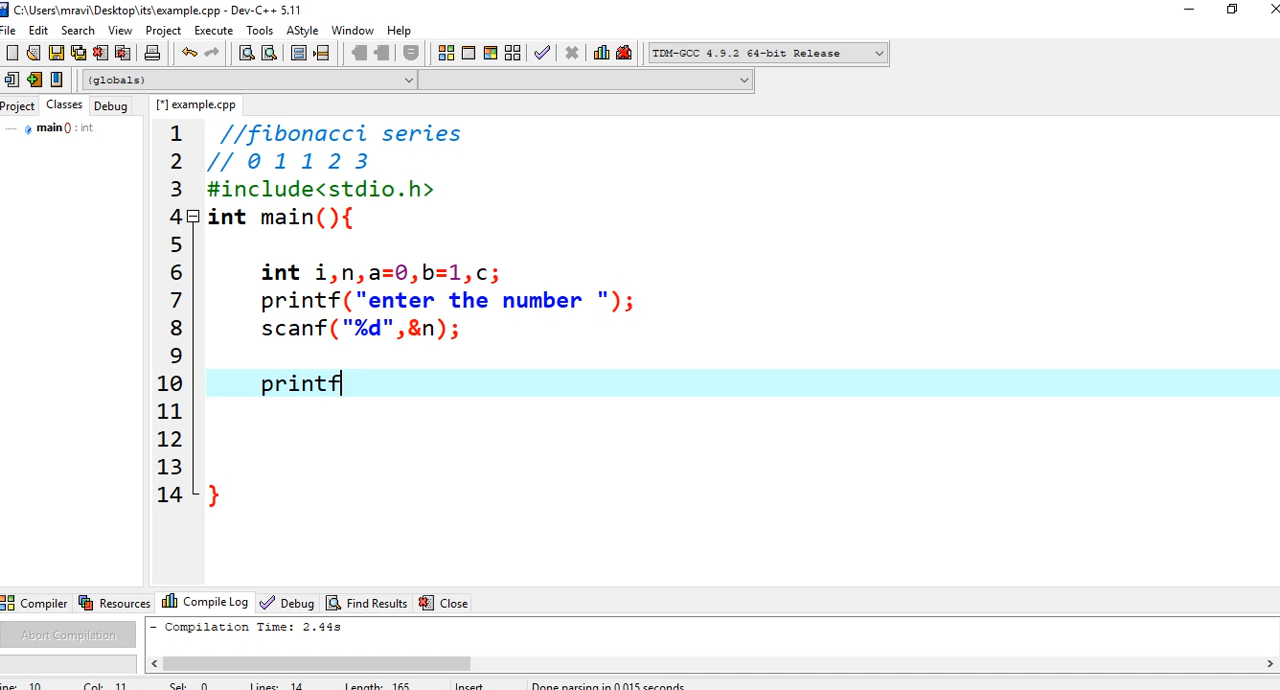 C:\Users\mravi\Desktop\its\example.cpp - Dev-C++ 5.11
File Edit Search View Project Execute Tools AStyle Window Help
TDM-GCC 4.9.2 64-bit Release
(globals)
Project Classes Debug [*] example.cpp
main () : int
1 //fibonacci series
2 // 0 1 1 2 3
3 #include<stdio.h>
4 int main(){
5
6 int i,n,a=0,b=1,c;
7 printf("enter the number ");
8 scanf("%d",&n);
9
10 printf
11
12
13
14 }
Compiler Resources Compile Log Debug Find Results Close
Abort Compilation - Compilation Time: 2.44s
ine: 10 Col: 11 Sel: 0 Lines: 14 Length: 165 Insert Done parsing in 0.015 seconds